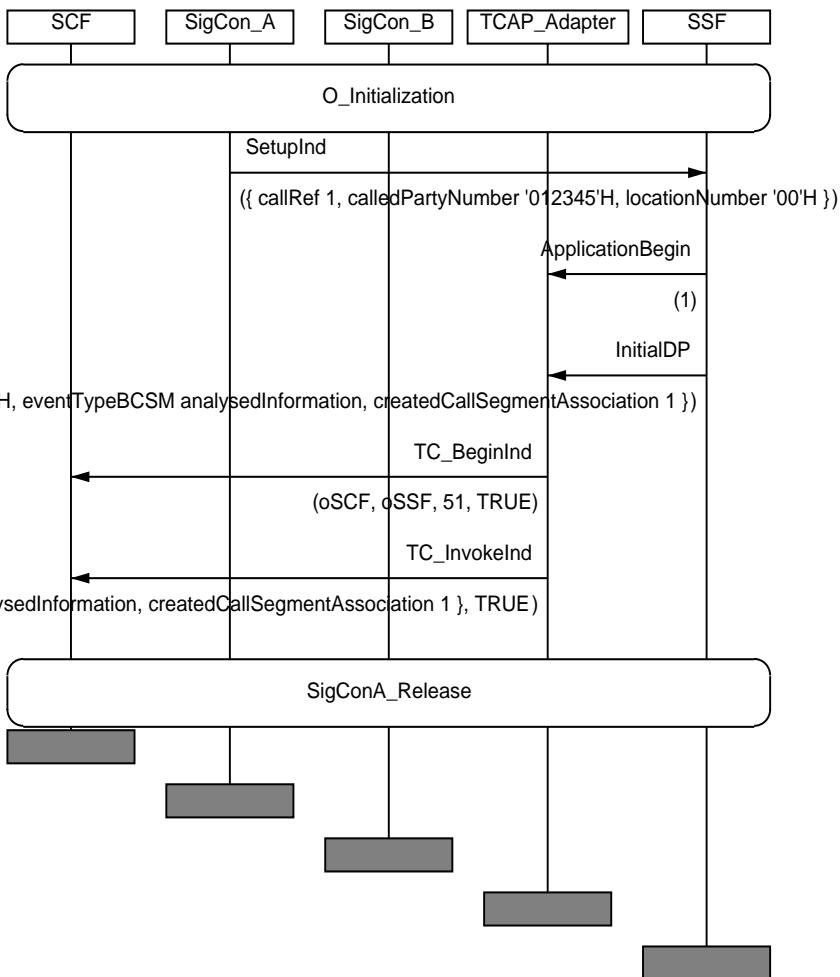 SCF SigCon_A SigCon_B TCAP_Adapter SSF
O_Initialization
SetupInd
({ callRef 1, calledPartyNumber '012345'H, locationNumber '00'H })
ApplicationBegin
(1)
InitialDP
H, eventTypeBCSM analysedInformation, createdCallSegmentAssociation 1 })
TC_BeginInd
(oSCF, oSSF, 51, TRUE)
TC_InvokeInd
ysedInformation, createdCallSegmentAssociation 1 }, TRUE)
SigConA_Release